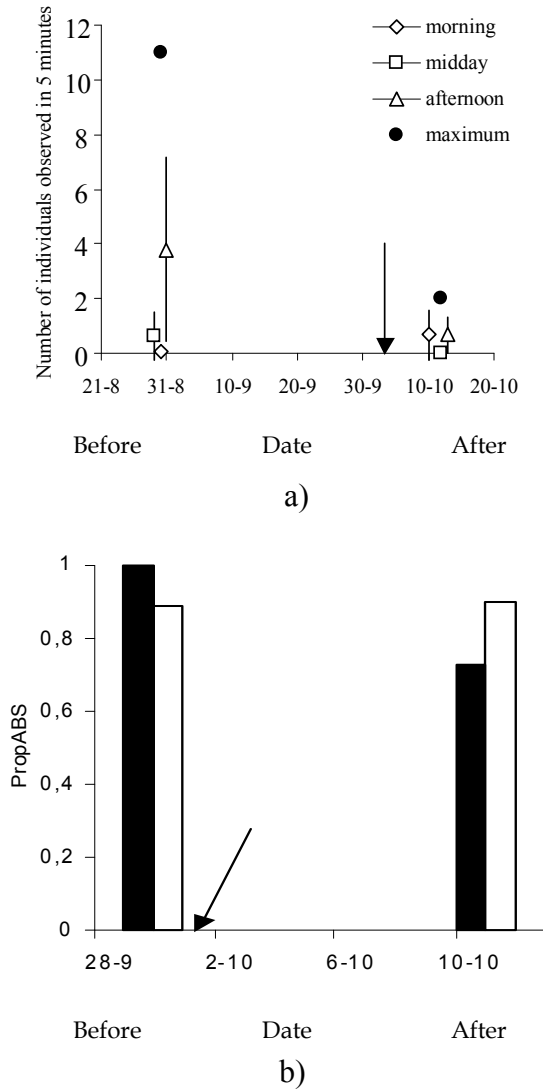 Number of individuals observed in 5 minutes
12
10
8
6
4
2
0
morning
midday
afternoon
maximum
21-8 31-8 10-9 20-9 30-9 10-10 20-10
Before Date After
a)
PropABS
1
0,8
0,6
0,4
0,2
0
28-9 2-10 6-10 10-10
Before Date After
b)